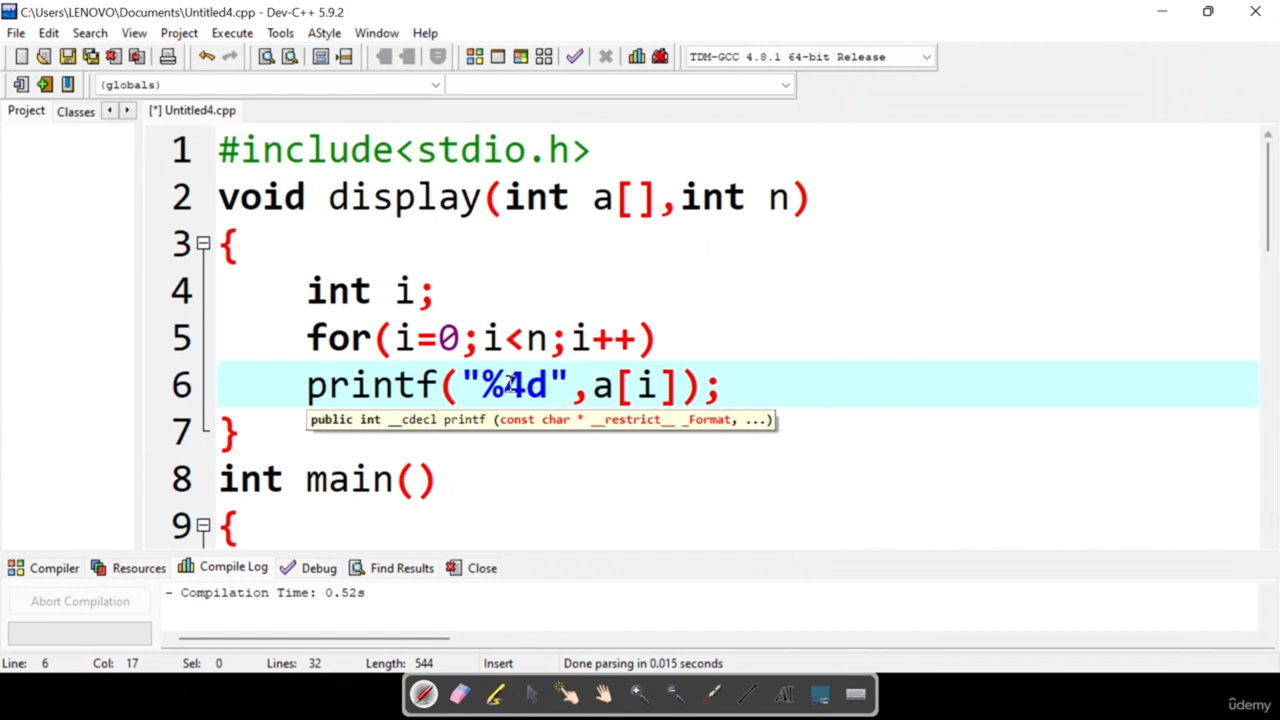 C:\Users\LENOVO\Documents\Untitled4.cpp - Dev-C++ 5.9.2
File Edit Search View Project Execute Tools AStyle Window Help
TDM-GCC 4.8.1 64-bit Release
(globals)
Project Classes [*] Untitled4.cpp
1 #include<stdio.h>
2 void display(int a[],int n)
3 {
4 int i;
5 for(i=0;i<n;i++)
6 printf("%4d",a[i]);
public int __cdecl printf (const char * __restrict__ _Format, ...)
7 }
8 int main()
9 {
Compiler Resources Compile Log Debug Find Results Close
Abort Compilation
- Compilation Time: 0.52s
Line: 6 Col: 17 Sel: 0 Lines: 32 Length: 544 Insert Done parsing in 0.015 seconds
AI
ûdemy